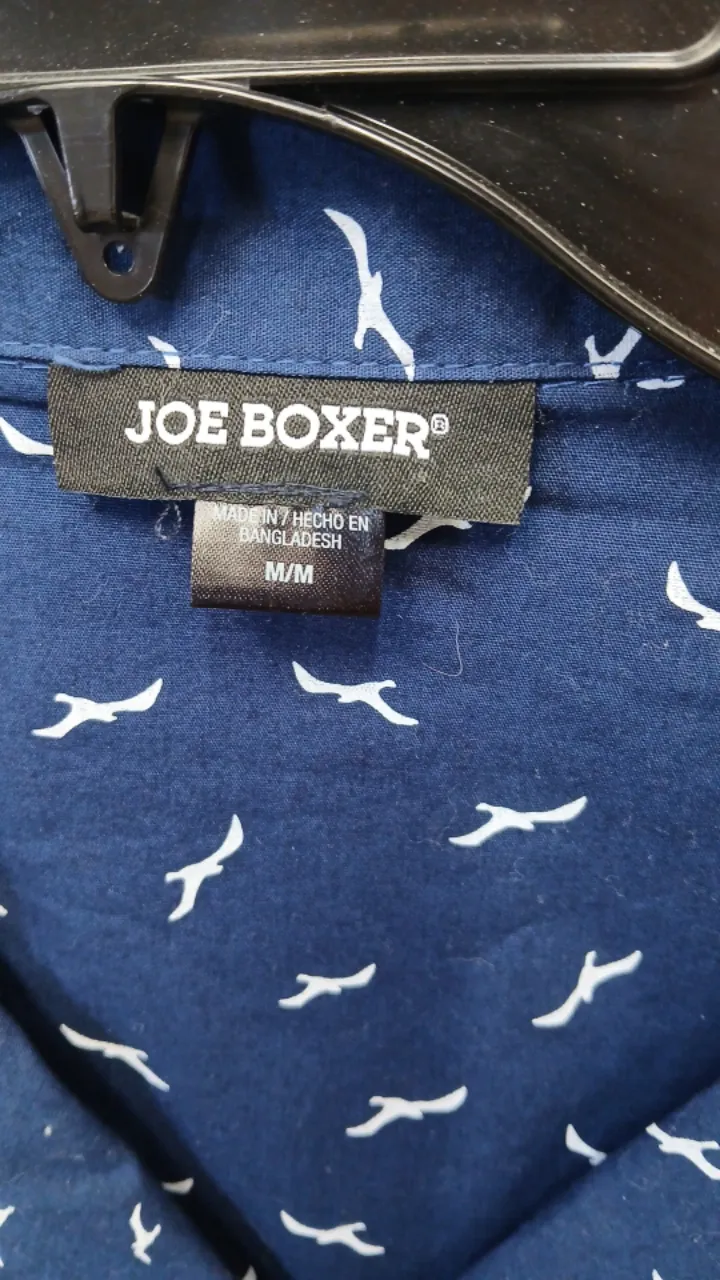 JOE BOXER®
MADE IN / HECHO EN
BANGLADESH
M/M